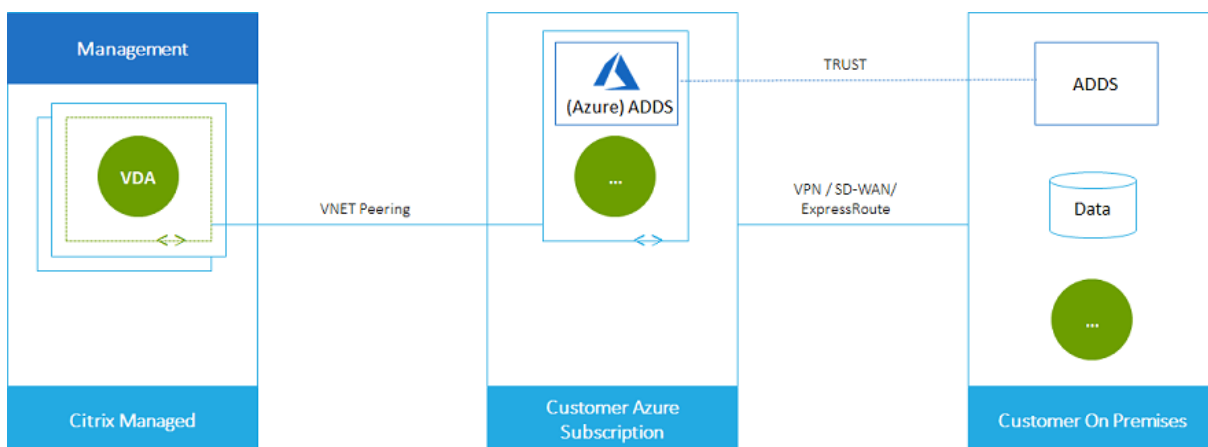 Management
VDA
Citrix Managed
VNET Peering
(Azure) ADDS
...
Customer Azure
Subscription
TRUST
VPN / SD-WAN/
ExpressRoute
ADDS
Data
...
Customer On Premises